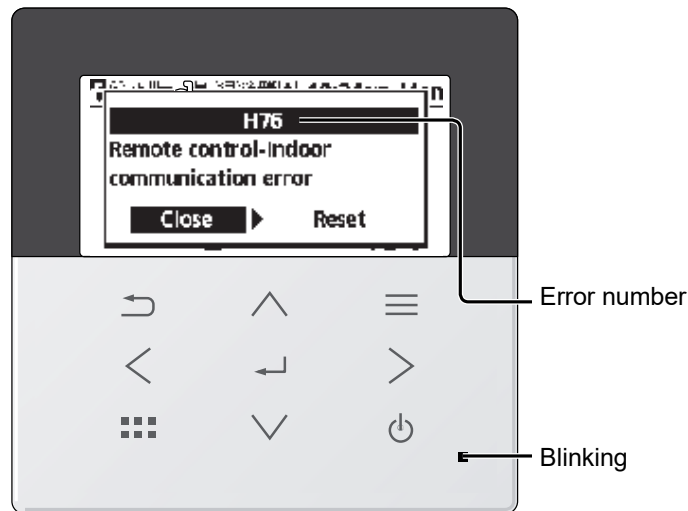 H76
Remote control-Indoor
communication error
Close
Reset
Error number
Blinking